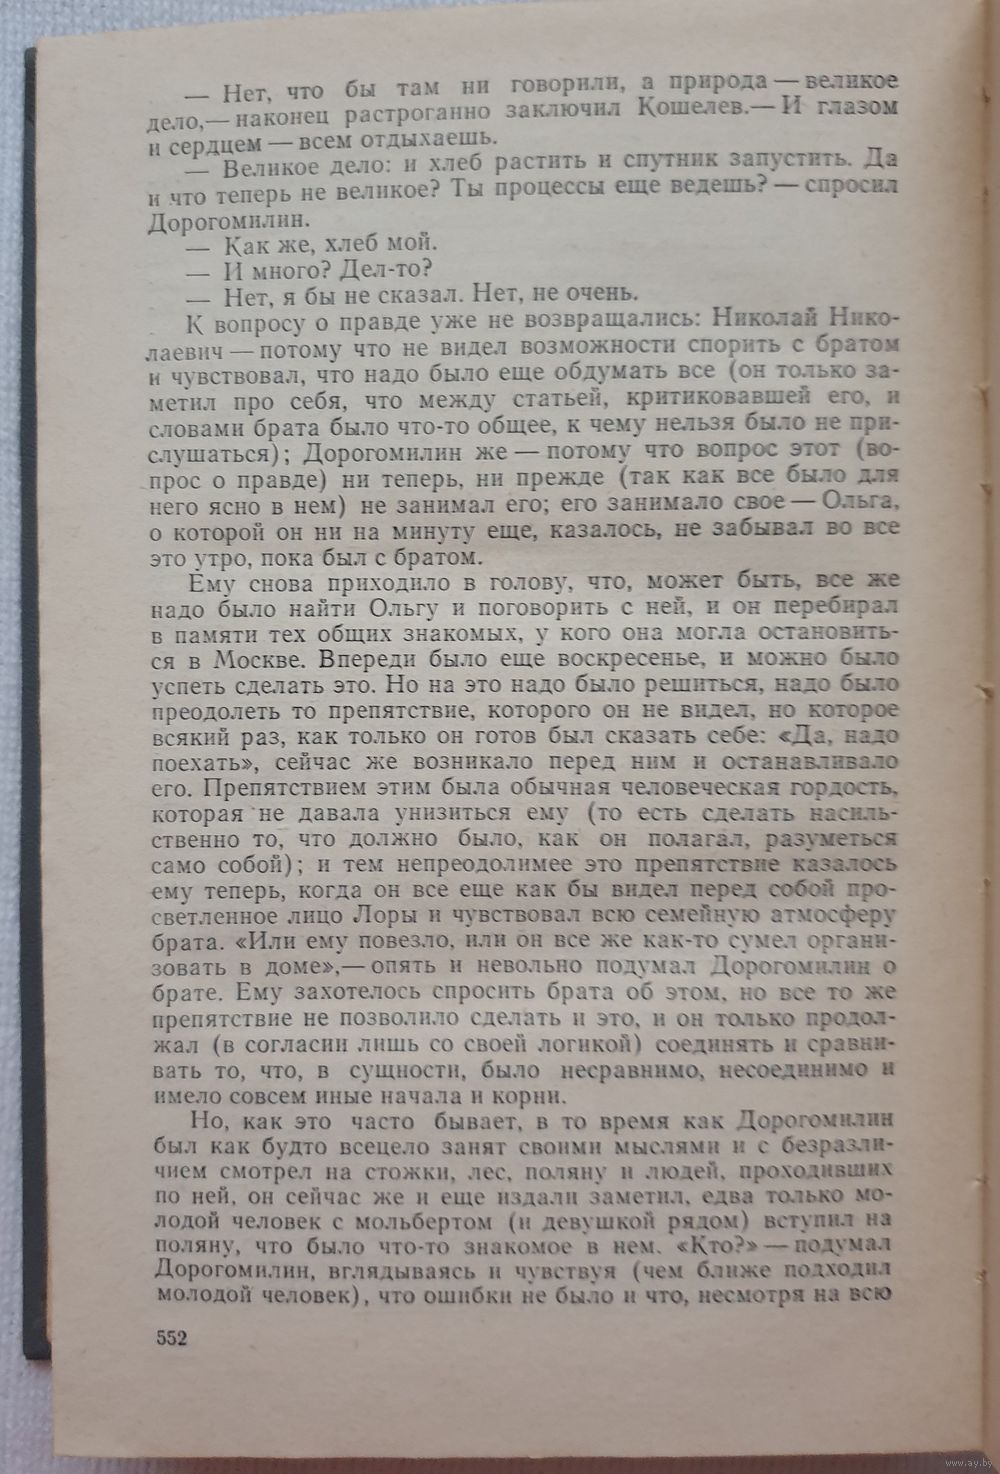 — Нет, что бы там ни говорили, а природа — великое
дело,— наконец растроганно заключил Кошелев.— И глазом
и сердцем — всем отдыхаешь.
— Великое дело: и хлеб растить и спутник запустить. Да
и что теперь не великое? Ты процессы еще ведешь? — спросил
Дорогомилин.
— Как же, хлеб мой.
— И много? Дел-то?
— Нет, я бы не сказал. Нет, не очень.
К вопросу о правде уже не возвращались: Николай Нико-
лаевич — потому что не видел возможности спорить с братом
и чувствовал, что надо было еще обдумать все (он только за-
метил про себя, что между статьей, критиковавшей его, и
словами брата было что-то общее, к чему нельзя было не при-
слушаться); Дорогомилин же — потому что вопрос этот (во-
прос о правде) ни теперь, ни прежде (так как все было для
него ясно в нем) не занимал его; его занимало свое — Ольга,
о которой он ни на минуту еще, казалось, не забывал во все
это утро, пока был с братом.
Ему снова приходило в голову, что, может быть, все же
надо было найти Ольгу и поговорить с ней, и он перебирал
в памяти тех общих знакомых, у кого она могла остановить-
ся в Москве. Впереди было еще воскресенье, и можно было
успеть сделать это. Но на это надо было решиться, надо было
преодолеть то препятствие, которого он не видел, но которое
всякий раз, как только он готов был сказать себе: «Да, надо
поехать», сейчас же возникало перед ним и останавливало
его. Препятствием этим была обычная человеческая гордость,
которая не давала унизиться ему (то есть сделать насиль-
ственно то, что должно было, как он полагал, разуметься
само собой); и тем непреодолимее это препятствие казалось
ему теперь, когда он все еще как бы видел перед собой про-
светленное лицо Лоры и чувствовал всю семейную атмосферу
брата. «Или ему повезло, или он все же как-то сумел органи-
зовать в доме»,— опять и невольно подумал Дорогомилин о
брате. Ему захотелось спросить брата об этом, но все то же
препятствие не позволило сделать и это, и он только продол-
жал (в согласии лишь со своей логикой) соединять и сравни-
вать то, что, в сущности, было несравнимо, несоединимо и
имело совсем иные начала и корни.
Но, как это часто бывает, в то время как Дорогомилин
был как будто всецело занят своими мыслями и с безразли-
чием смотрел на стожки, лес, поляну и людей, проходивших
по ней, он сейчас же и еще издали заметил, едва только мо-
лодой человек с мольбертом (и девушкой рядом) вступил на
поляну, что было что-то знакомое в нем. «Кто?» — подумал
Дорогомилин, вглядываясь и чувствуя (чем ближе подходил
молодой человек), что ошибки не было и что, несмотря на всю
552
www.ay.by